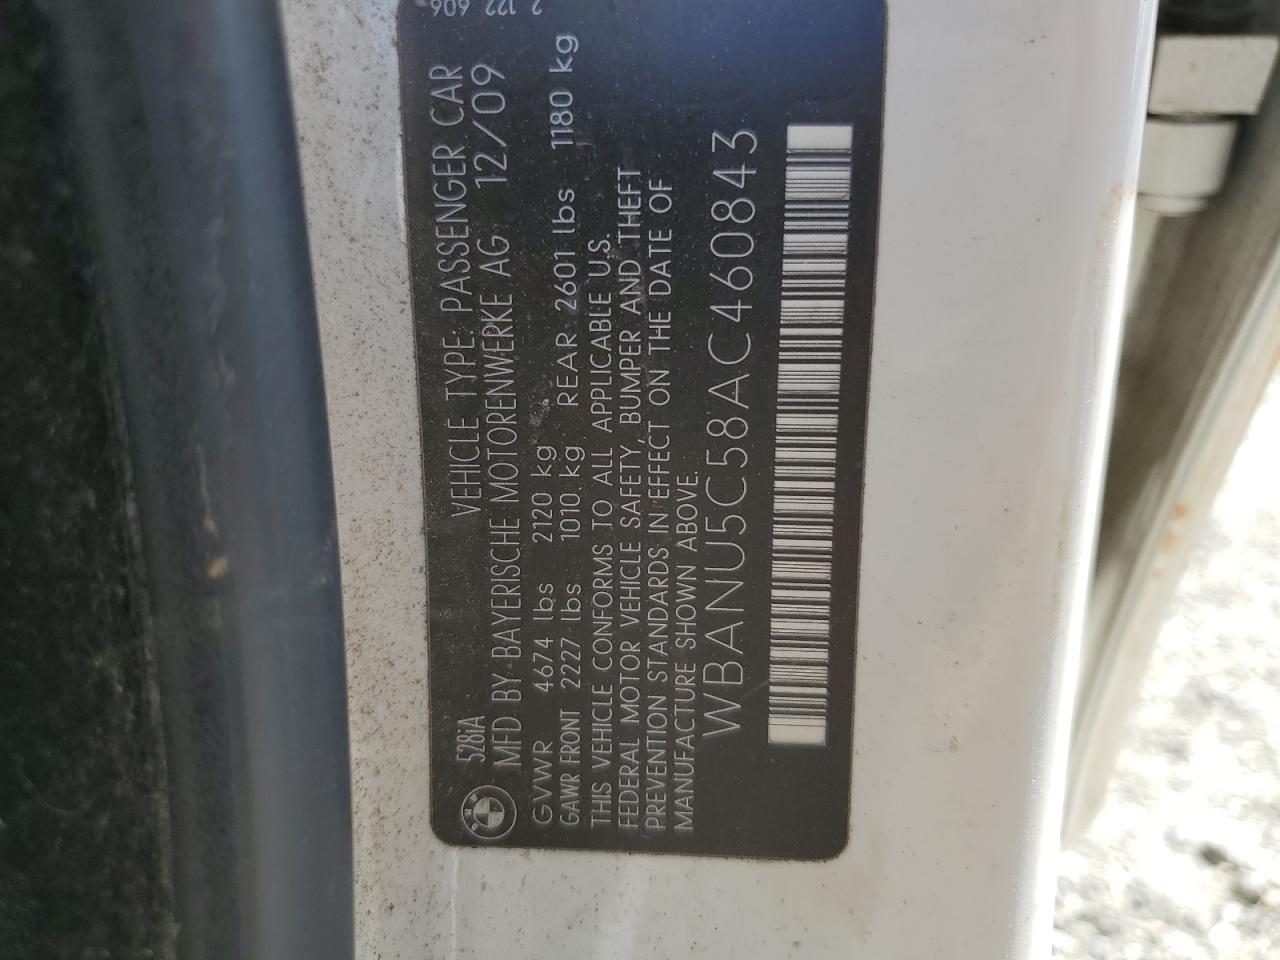 2 122 606
528iA VEHICLE TYPE: PASSENGER CAR
MFD BY BAYERISCHE MOTORENWERKE AG 12/09
GVWR 4674 lbs 2120 kg
GAWR FRONT 2227 lbs 1010 kg REAR 2601 lbs 1180 kg
THIS VEHICLE CONFORMS TO ALL APPLICABLE U.S.
FEDERAL MOTOR VEHICLE SAFETY, BUMPER AND THEFT
PREVENTION STANDARDS IN EFFECT ON THE DATE OF
MANUFACTURE SHOWN ABOVE.
WBANU5C58AC460843